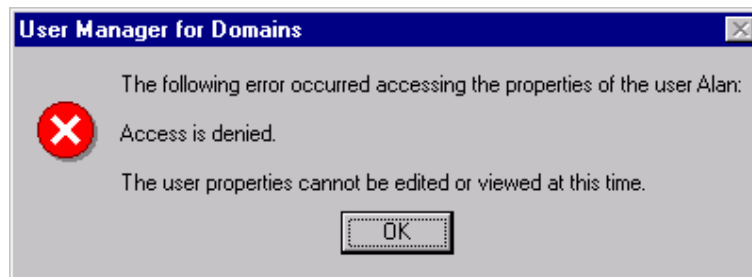 User Manager for Domains
The following error occurred accessing the properties of the user Alan:
Access is denied.
The user properties cannot be edited or viewed at this time.
OK